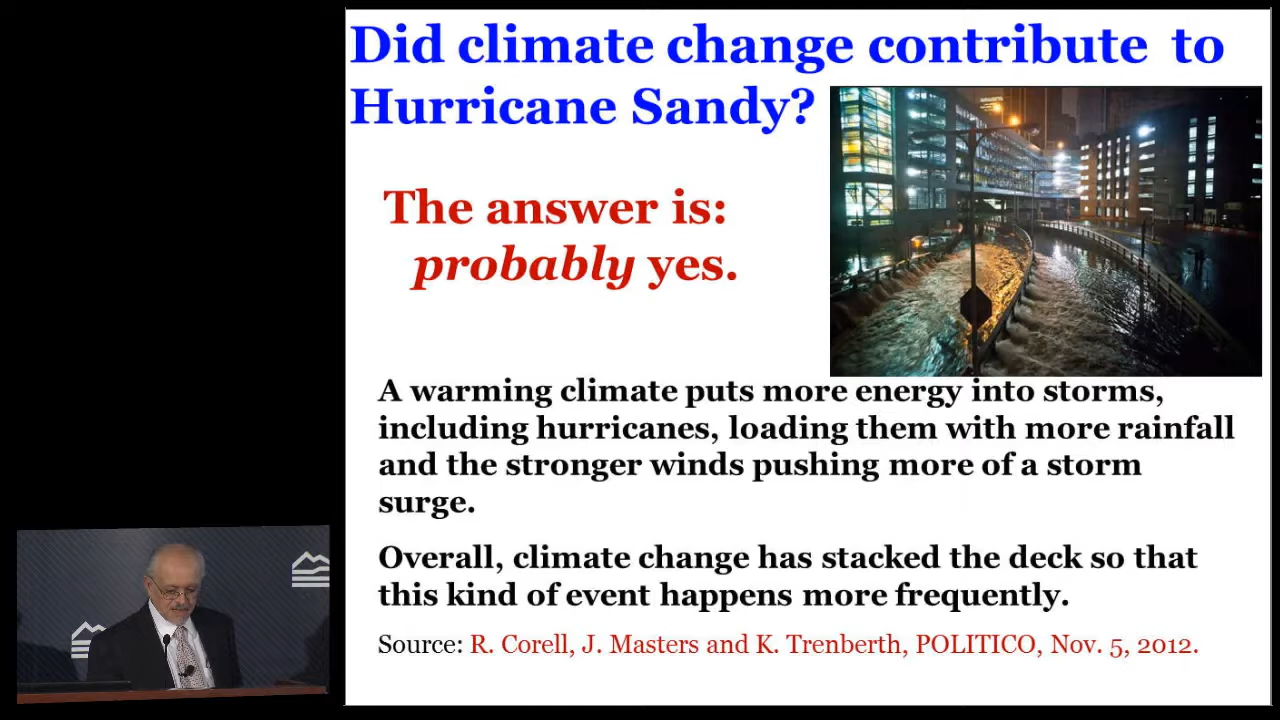 Did climate change contribute to
Hurricane Sandy?
The answer is:
probably yes.
A warming climate puts more energy into storms,
including hurricanes, loading them with more rainfall
and the stronger winds pushing more of a storm
surge.
Overall, climate change has stacked the deck so that
this kind of event happens more frequently.
Source: R. Corell, J. Masters and K. Trenberth, POLITICO, Nov. 5, 2012.